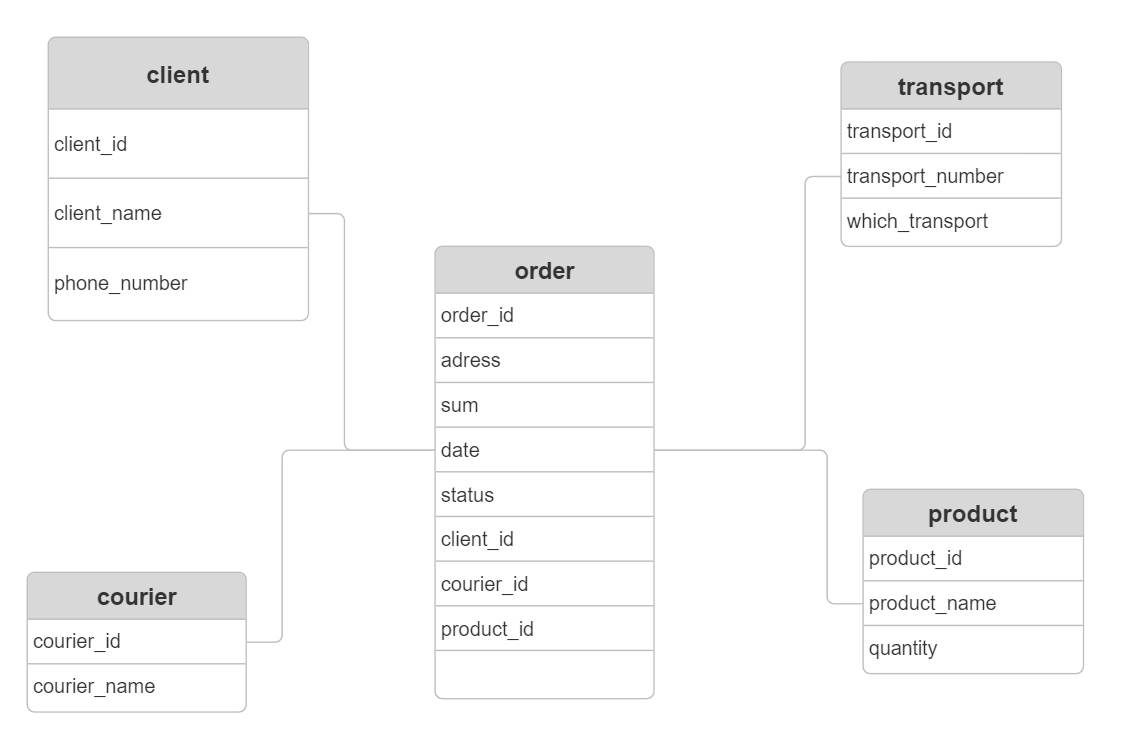 client
client_id
client_name
phone_number
transport
transport_id
transport_number
which_transport
order
order_id
adress
sum
date
status
client_id
courier_id
product_id
courier
courier_id
courier_name
product
product_id
product_name
quantity